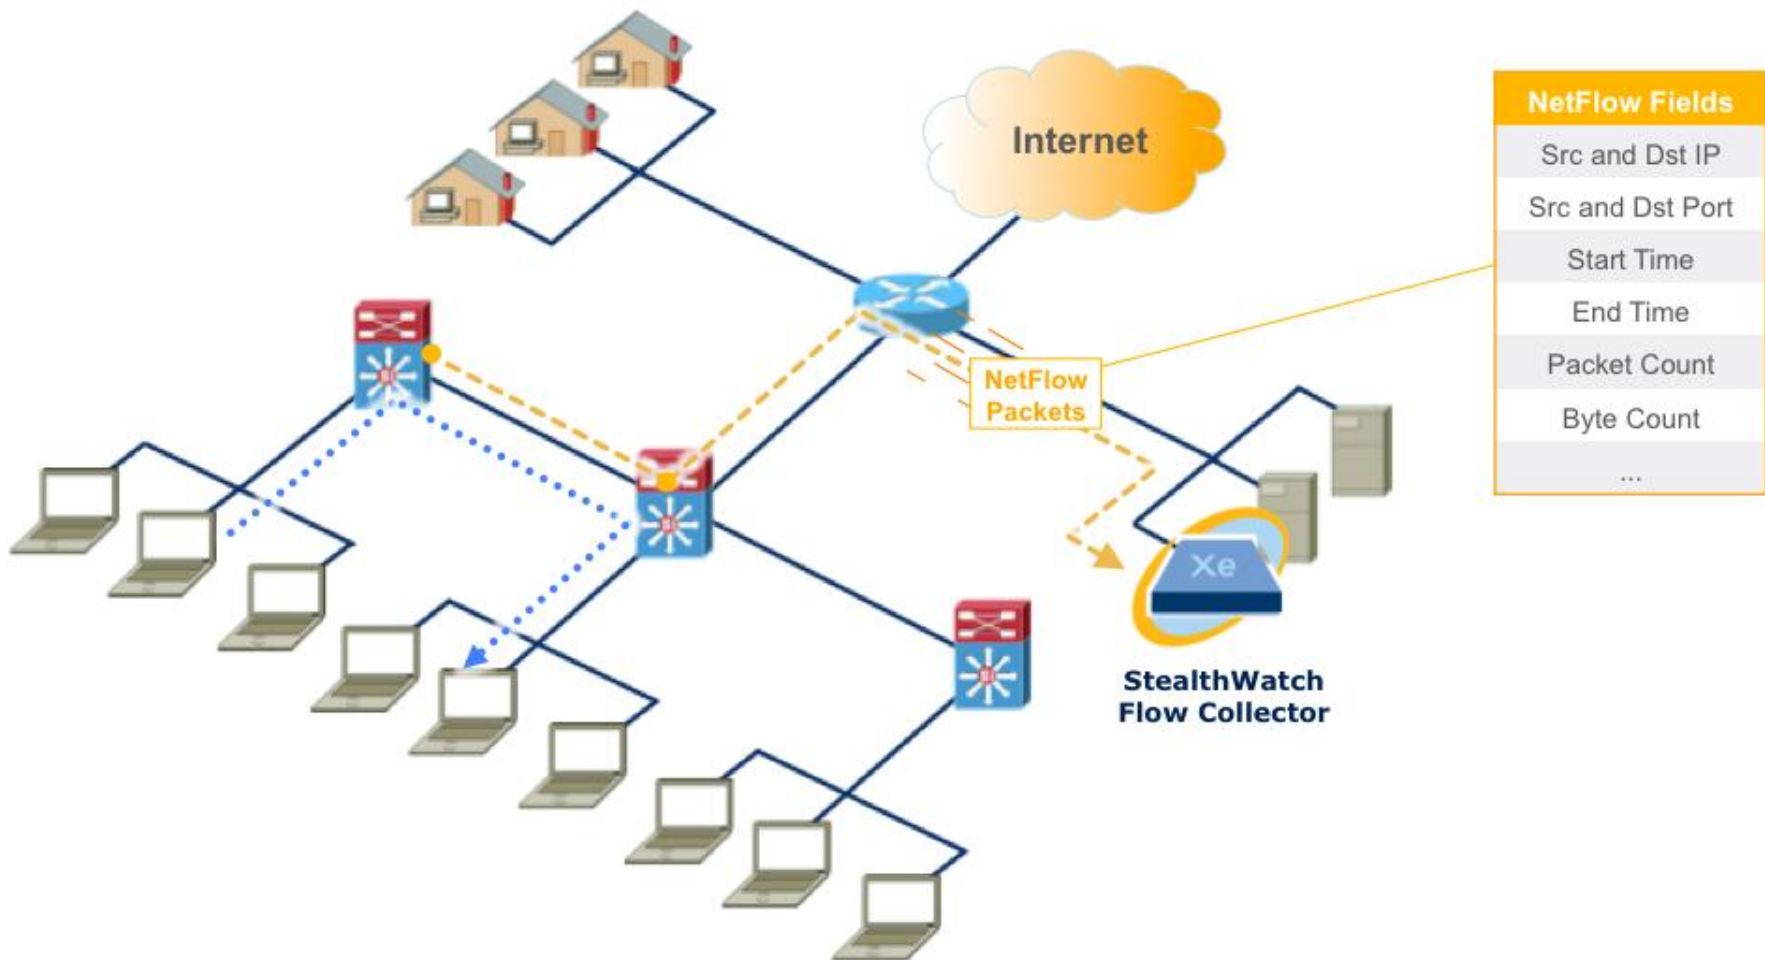 Internet
NetFlow Fields
Src and Dst IP
Src and Dst Port
Start Time
End Time
Packet Count
Byte Count
...
NetFlow
Packets
Xe
StealthWatch
Flow Collector